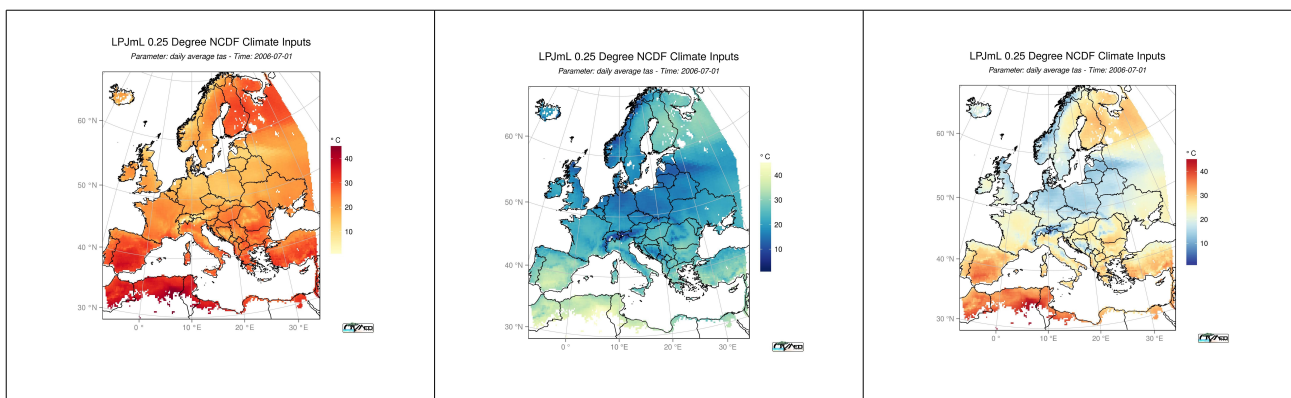 LPJmL 0.25 Degree NCDF Climate Inputs
Parameter: daily average tas - Time: 2006-07-01
° C
40
30
20
10
60 °N
50 °N
40 °N
30 °N
0 °
10 °E
20 °E
30 °E
LPJmL 0.25 Degree NCDF Climate Inputs
Parameter: daily average tas - Time: 2006-07-01
° C
40
30
20
10
60 °N
50 °N
40 °N
30 °N
0 °
10 °E
20 °E
30 °E
LPJmL 0.25 Degree NCDF Climate Inputs
Parameter: daily average tas - Time: 2006-07-01
° C
40
30
20
10
60 °N
50 °N
40 °N
30 °N
0 °
10 °E
20 °E
30 °E